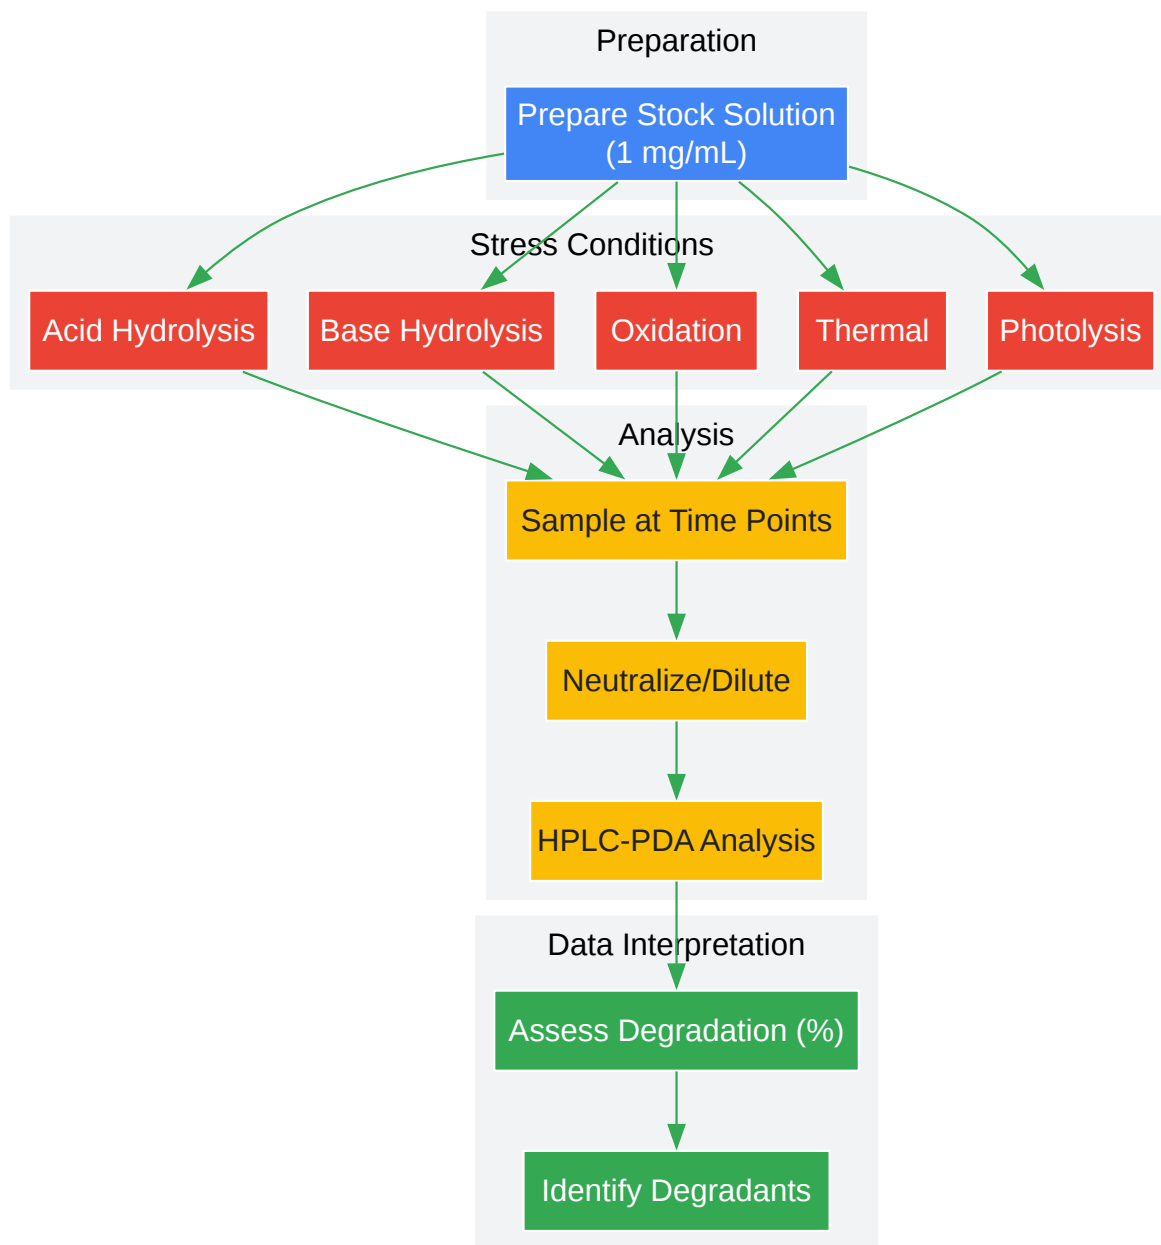 Preparation
Prepare Stock Solution
(1 mg/mL)
Stress Conditions
Acid Hydrolysis
Base Hydrolysis
Oxidation
Thermal
Photolysis
Analysis
Sample at Time Points
Neutralize/Dilute
HPLC-PDA Analysis
Data Interpretation
Assess Degradation (%)
Identify Degradants